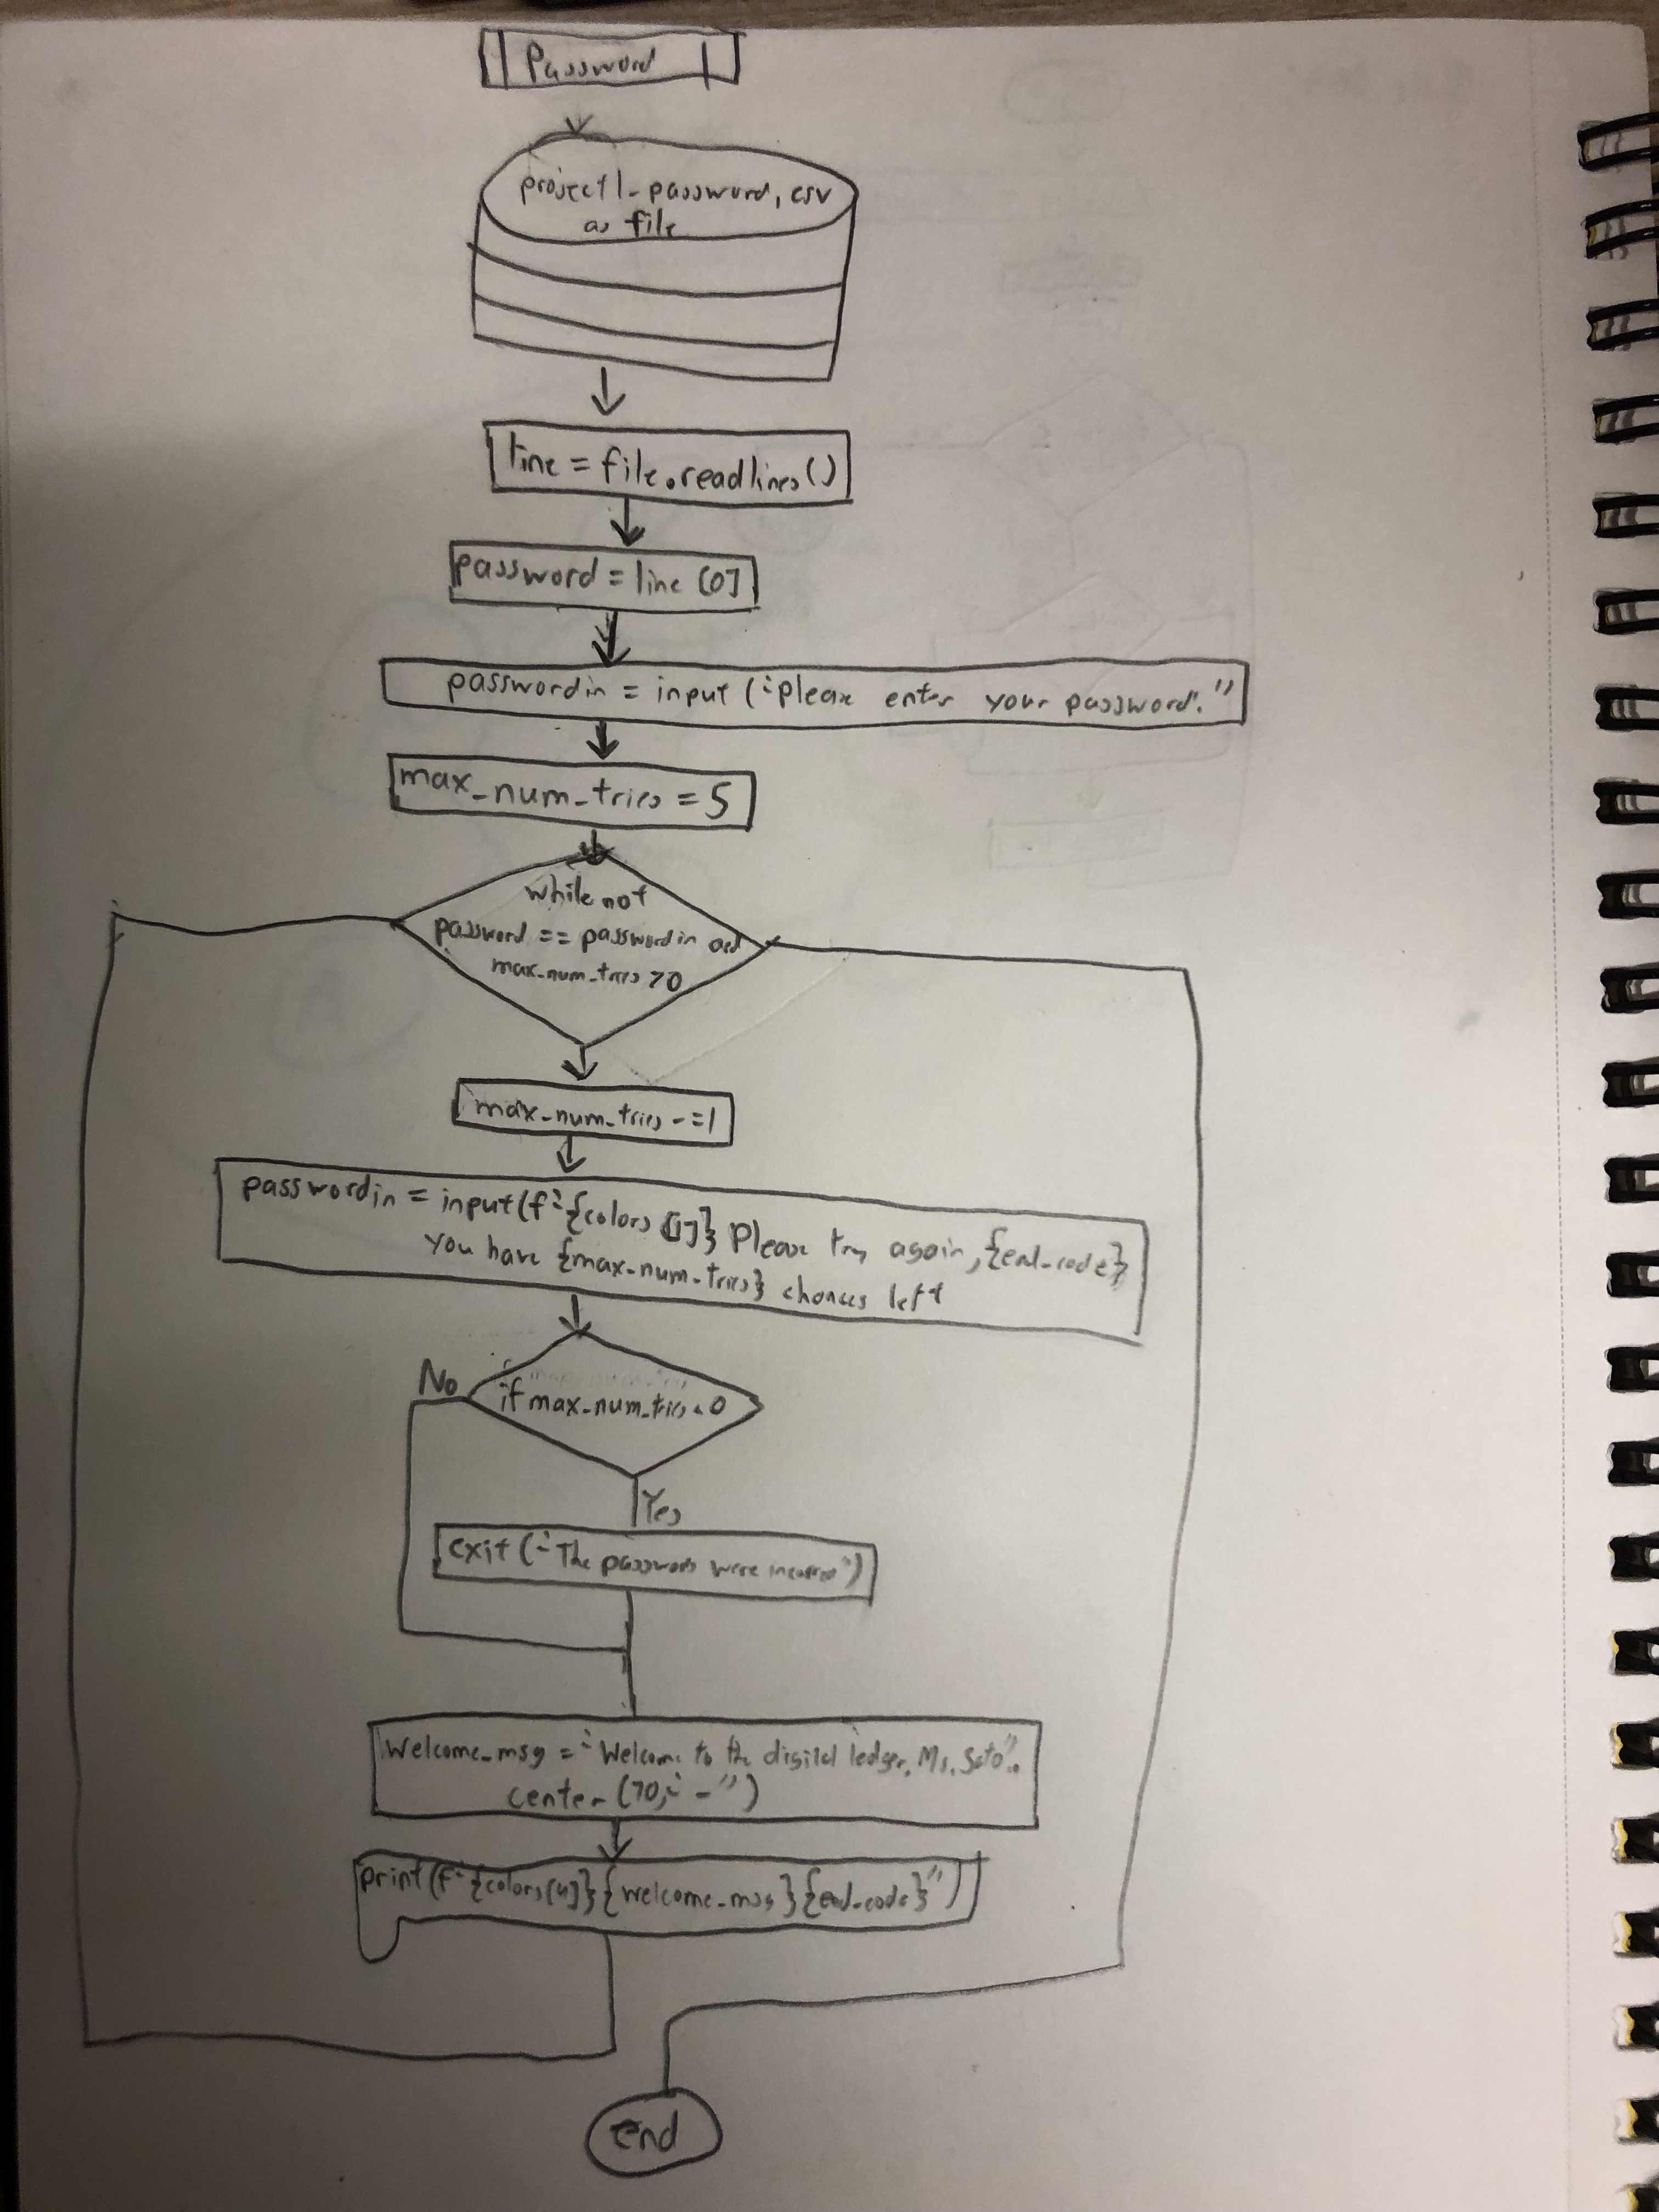 Password
project1-password.csv
as file
line = file.readlines()
password = line [0]
passwordin = input ("Please enter your password."
max_num_tries = 5
while not
password == passwordin and
max_num_tries > 0
max_num_tries -= 1
passwordin = input(f"{colors[1]} Please try again, {end_code}
you have {max_num_tries} chances left
No
if max_num_tries < 0
Yes
exit ("The passwords were incorrect")
Welcome_msg = "Welcome to the digital ledger, Ms. Sato".
center (70, "-")
print(f"{colors[4]}{welcome_msg}{end_code}")
end